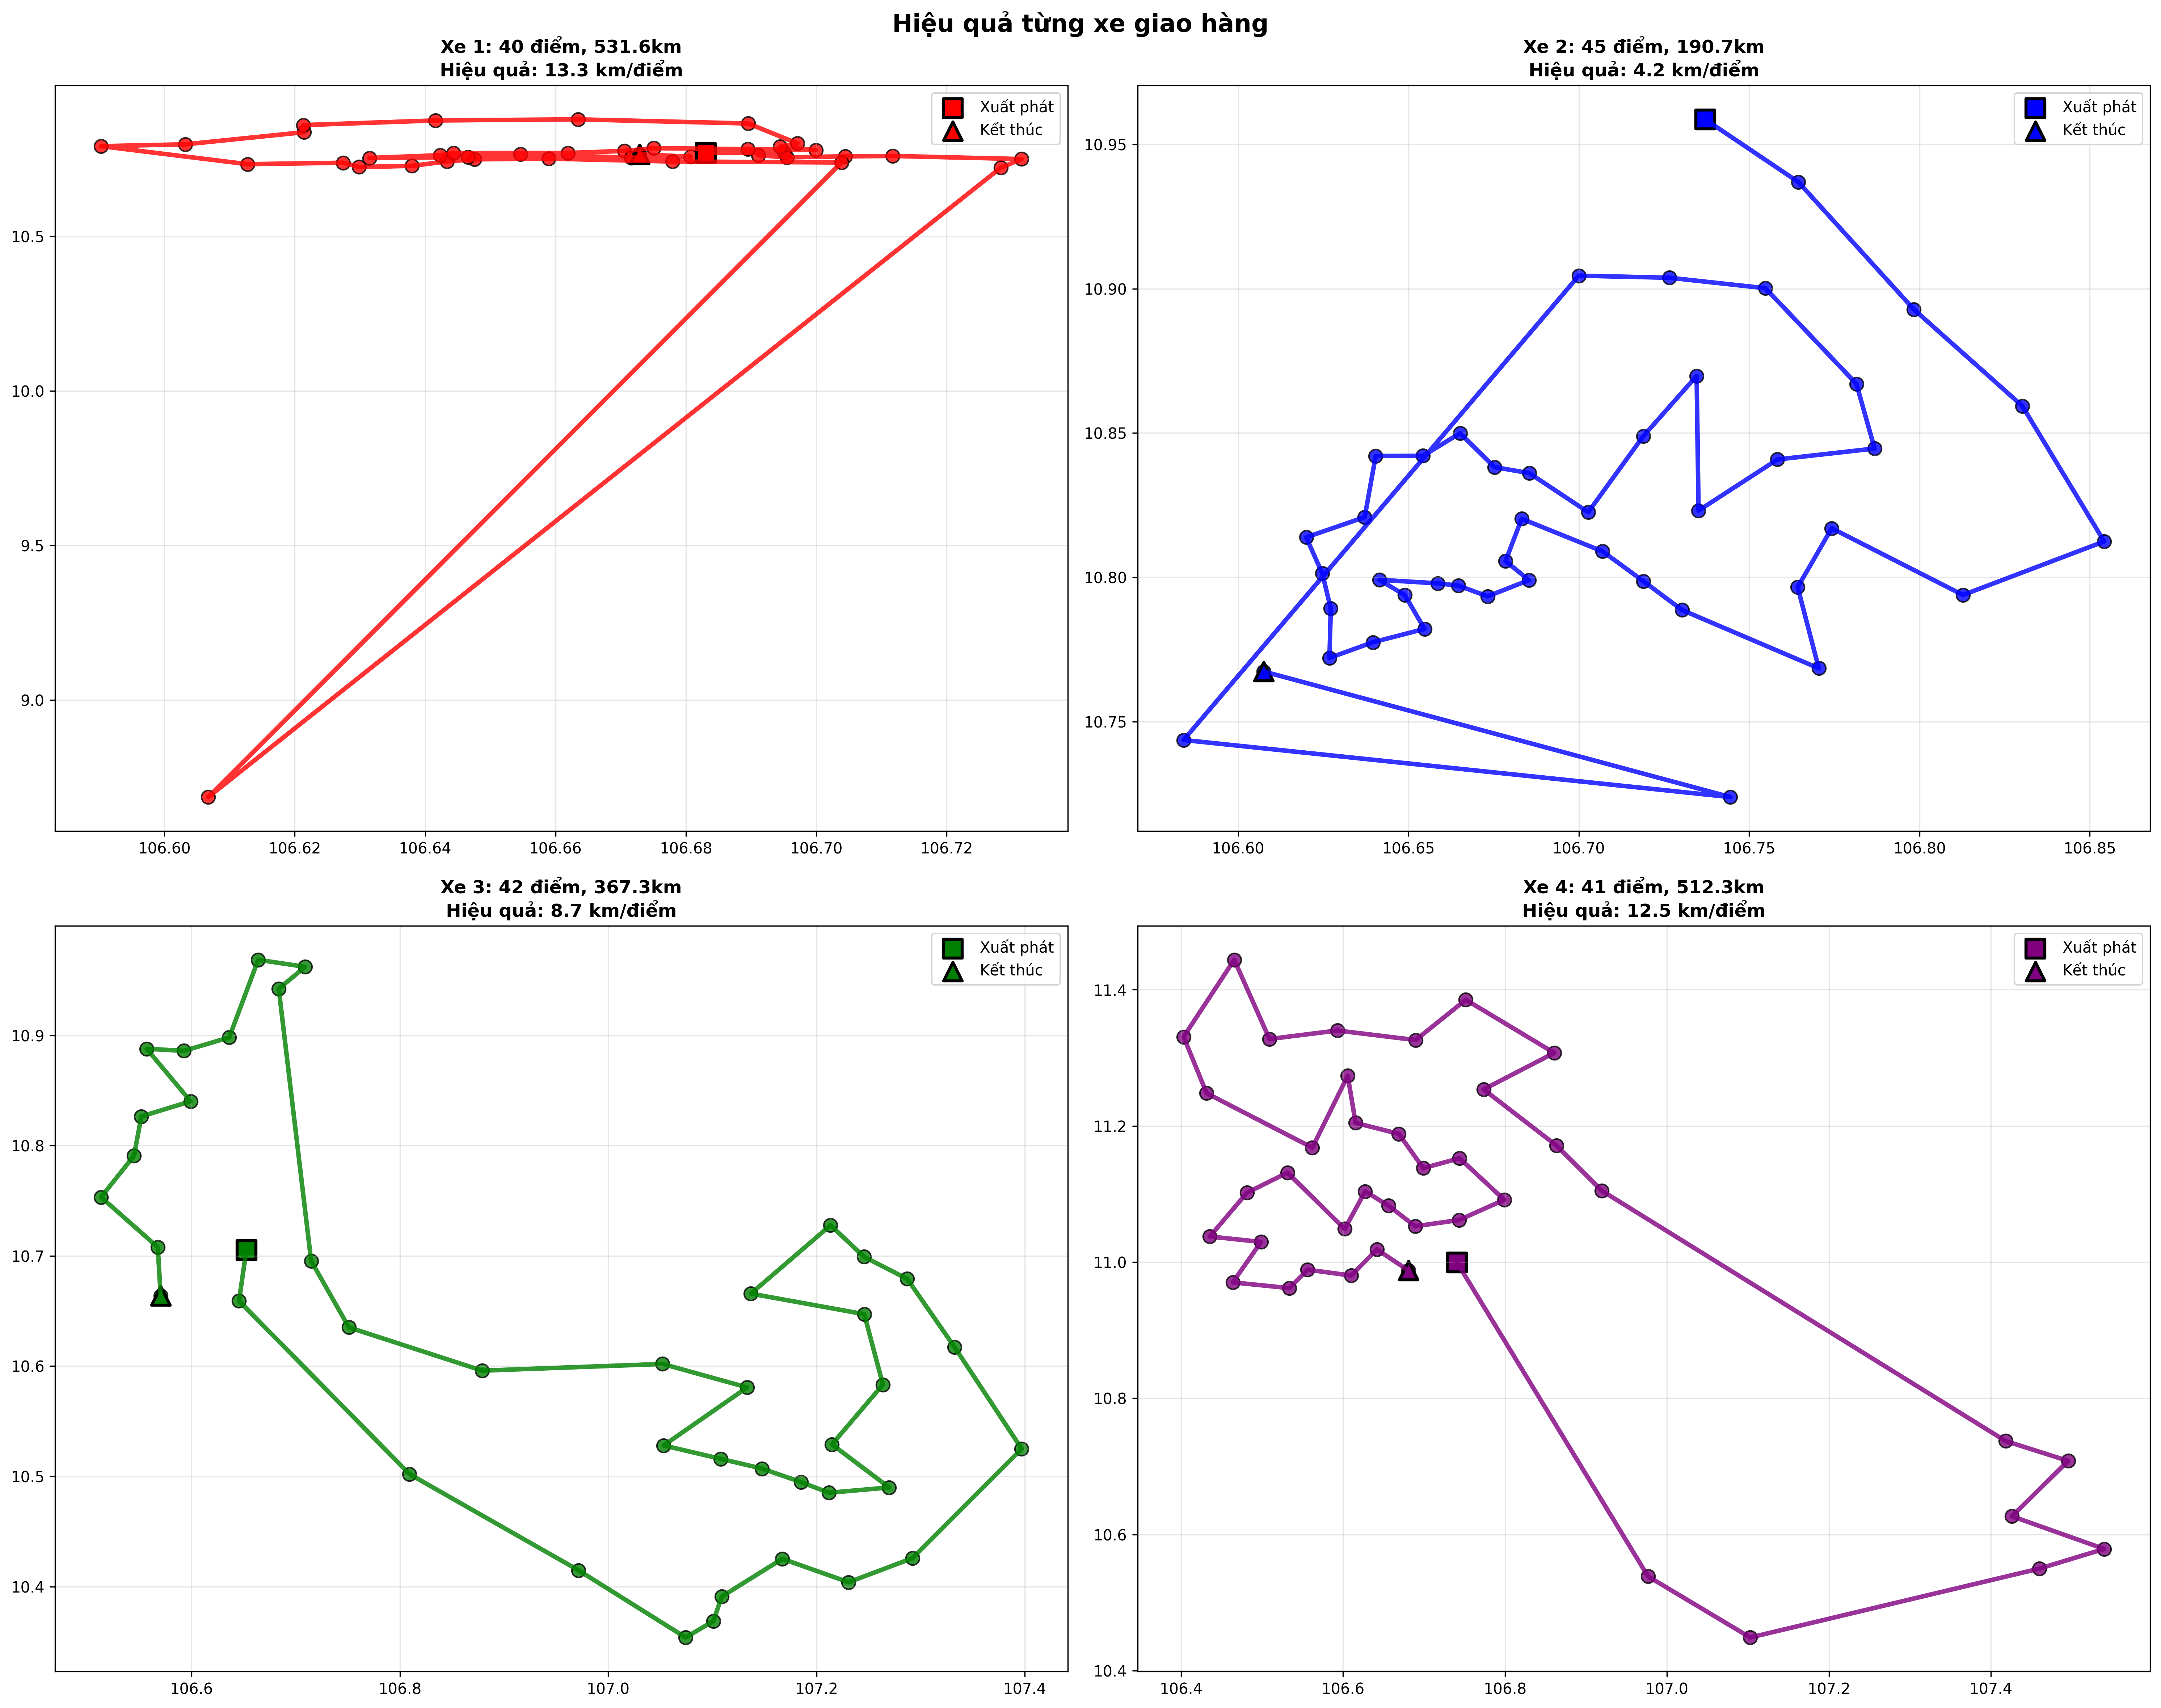 Hiệu quả từng xe giao hàng
Xe 1: 40 điểm, 531.6km
Hiệu quả: 13.3 km/điểm
Xuất phát
Kết thúc
10.5
10.0
9.5
9.0
106.60 106.62 106.64 106.66 106.68 106.70 106.72
Xe 2: 45 điểm, 190.7km
Hiệu quả: 4.2 km/điểm
Xuất phát
Kết thúc
10.95
10.90
10.85
10.80
10.75
106.60 106.65 106.70 106.75 106.80 106.85
Xe 3: 42 điểm, 367.3km
Hiệu quả: 8.7 km/điểm
Xuất phát
Kết thúc
10.9
10.8
10.7
10.6
10.5
10.4
106.6 106.8 107.0 107.2 107.4
Xe 4: 41 điểm, 512.3km
Hiệu quả: 12.5 km/điểm
Xuất phát
Kết thúc
11.4
11.2
11.0
10.8
10.6
10.4
106.4 106.6 106.8 107.0 107.2 107.4